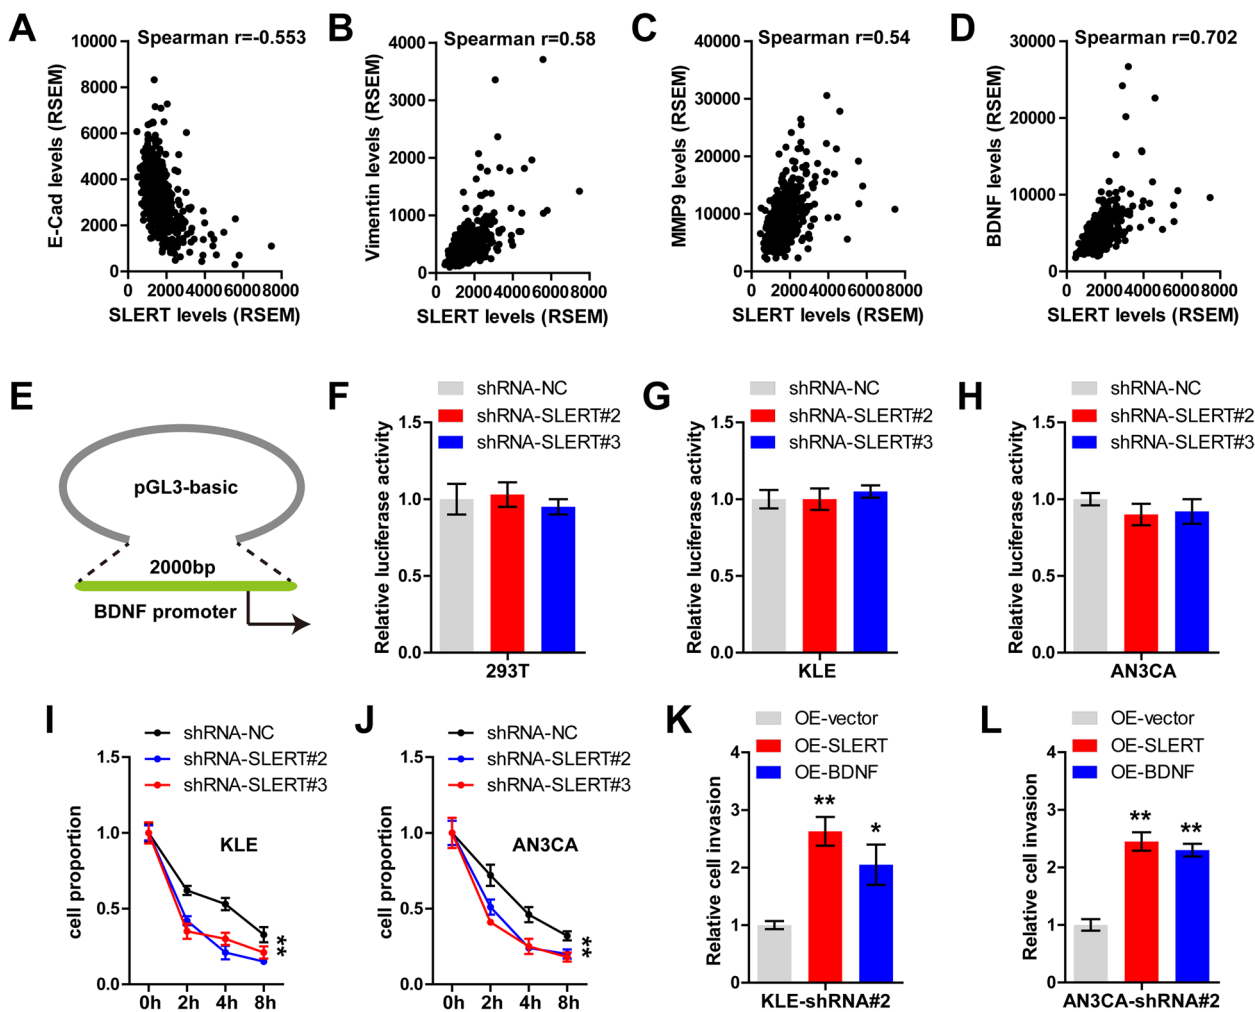 A
Spearman r=-0.553
E-Cad levels (RSEM)
10000
8000
6000
4000
2000
0
0 2000 4000 6000 8000
SLERT levels (RSEM)
B
Spearman r=0.58
Vimentin levels (RSEM)
4000
3000
2000
1000
0
0 2000 4000 6000 8000
SLERT levels (RSEM)
C
Spearman r=0.54
MMP9 levels (RSEM)
40000
30000
20000
10000
0
0 2000 4000 6000 8000
SLERT levels (RSEM)
D
Spearman r=0.702
BDNF levels (RSEM)
30000
20000
10000
0
0 2000 4000 6000 8000
SLERT levels (RSEM)
E
pGL3-basic
2000bp
BDNF promoter
F
shRNA-NC
shRNA-SLERT#2
shRNA-SLERT#3
Relative luciferase activity
1.5
1.0
0.5
0.0
293T
G
shRNA-NC
shRNA-SLERT#2
shRNA-SLERT#3
Relative luciferase activity
1.5
1.0
0.5
0.0
KLE
H
shRNA-NC
shRNA-SLERT#2
shRNA-SLERT#3
Relative luciferase activity
1.5
1.0
0.5
0.0
AN3CA
I
shRNA-NC
shRNA-SLERT#2
shRNA-SLERT#3
cell proportion
1.5
1.0
0.5
0.0
KLE
**
0h 2h 4h 8h
J
shRNA-NC
shRNA-SLERT#2
shRNA-SLERT#3
cell proportion
1.5
1.0
0.5
0.0
AN3CA
**
0h 2h 4h 8h
K
OE-vector
OE-SLERT
OE-BDNF
Relative cell invasion
4
3
2
1
0
** *
KLE-shRNA#2
L
OE-vector
OE-SLERT
OE-BDNF
Relative cell invasion
4
3
2
1
0
** **
AN3CA-shRNA#2